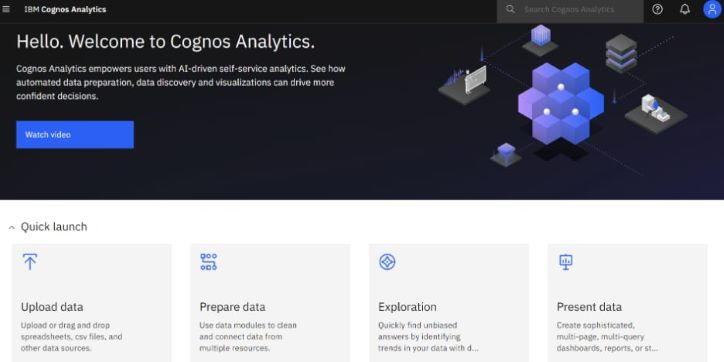 IBM Cognos Analytics
Search Cognos Analytics
Hello. Welcome to Cognos Analytics.
Cognos Analytics empowers users with AI-driven self-service analytics. See how
automated data preparation, data discovery and visualizations can drive more
confident decisions.
Watch video
Quick launch
Upload data
Upload or drag and drop
spreadsheets, csv files, and
other data sources.
Prepare data
Use data modules to clean
and connect data from
multiple resources.
Exploration
Quickly find unbiased
answers by identifying
trends in your data with d...
Present data
Create sophisticated,
multi-page, multi-query
dashboards, reports, or st...